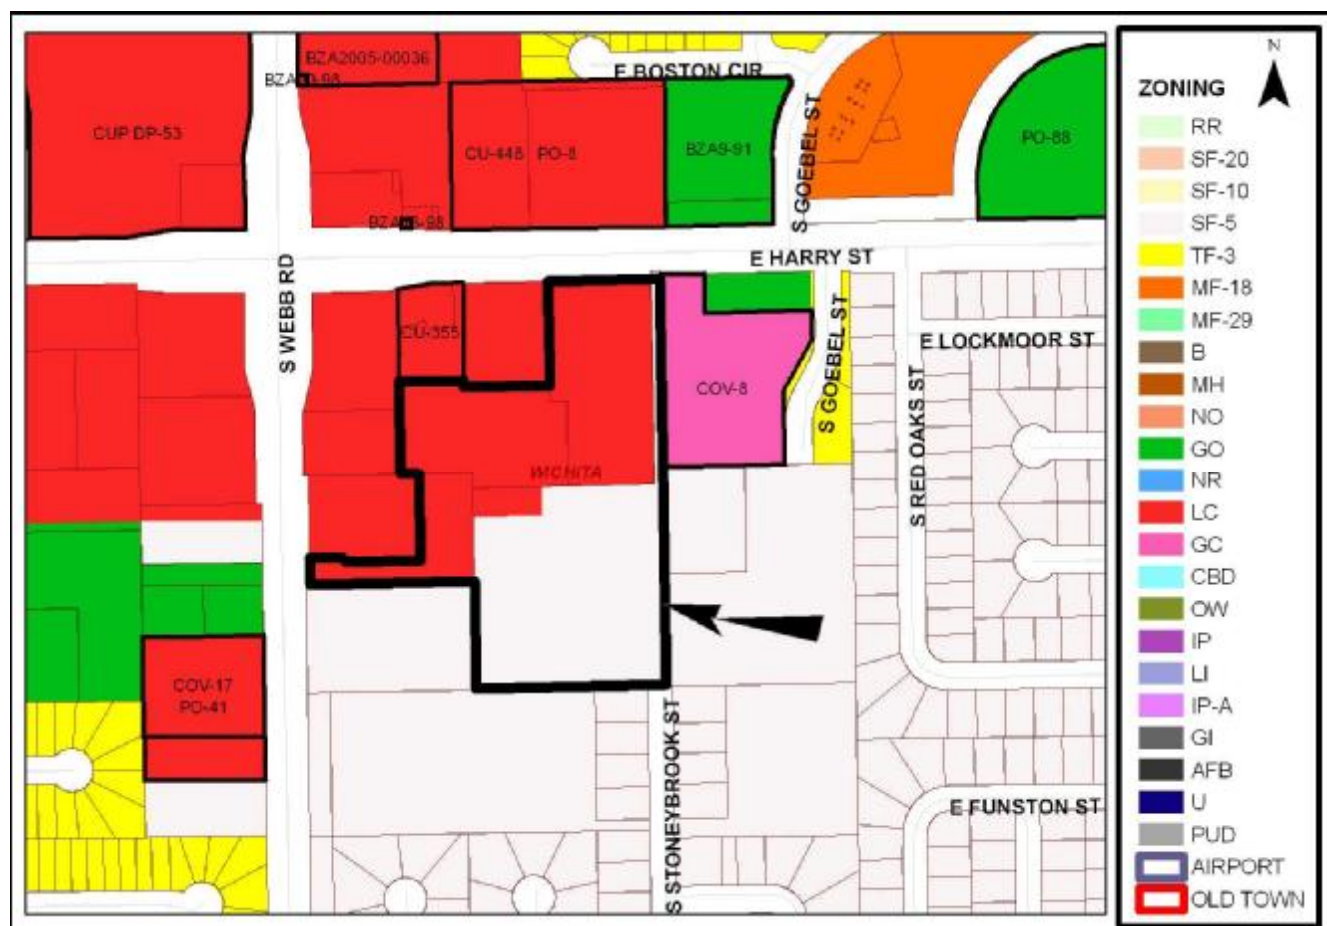 BZA2005-00036
E BOSTON CIR
CUP DP-53
CU-448 PO-8
BZA9-91
S GOEBEL ST
PO-88
E HARRY ST
S WEBB RD
CU-355
COV-8
S GOEBEL ST
E LOCKMOOR ST
S RED OAKS ST
WICHITA
COV-17
PO-41
S STONEYBROOK ST
E FUNSTON ST
N
ZONING
RR
SF-20
SF-10
SF-5
TF-3
MF-18
MF-29
B
MH
NO
GO
NR
LC
GC
CBD
OW
IP
LI
IP-A
GI
AFB
U
PUD
AIRPORT
OLD TOWN